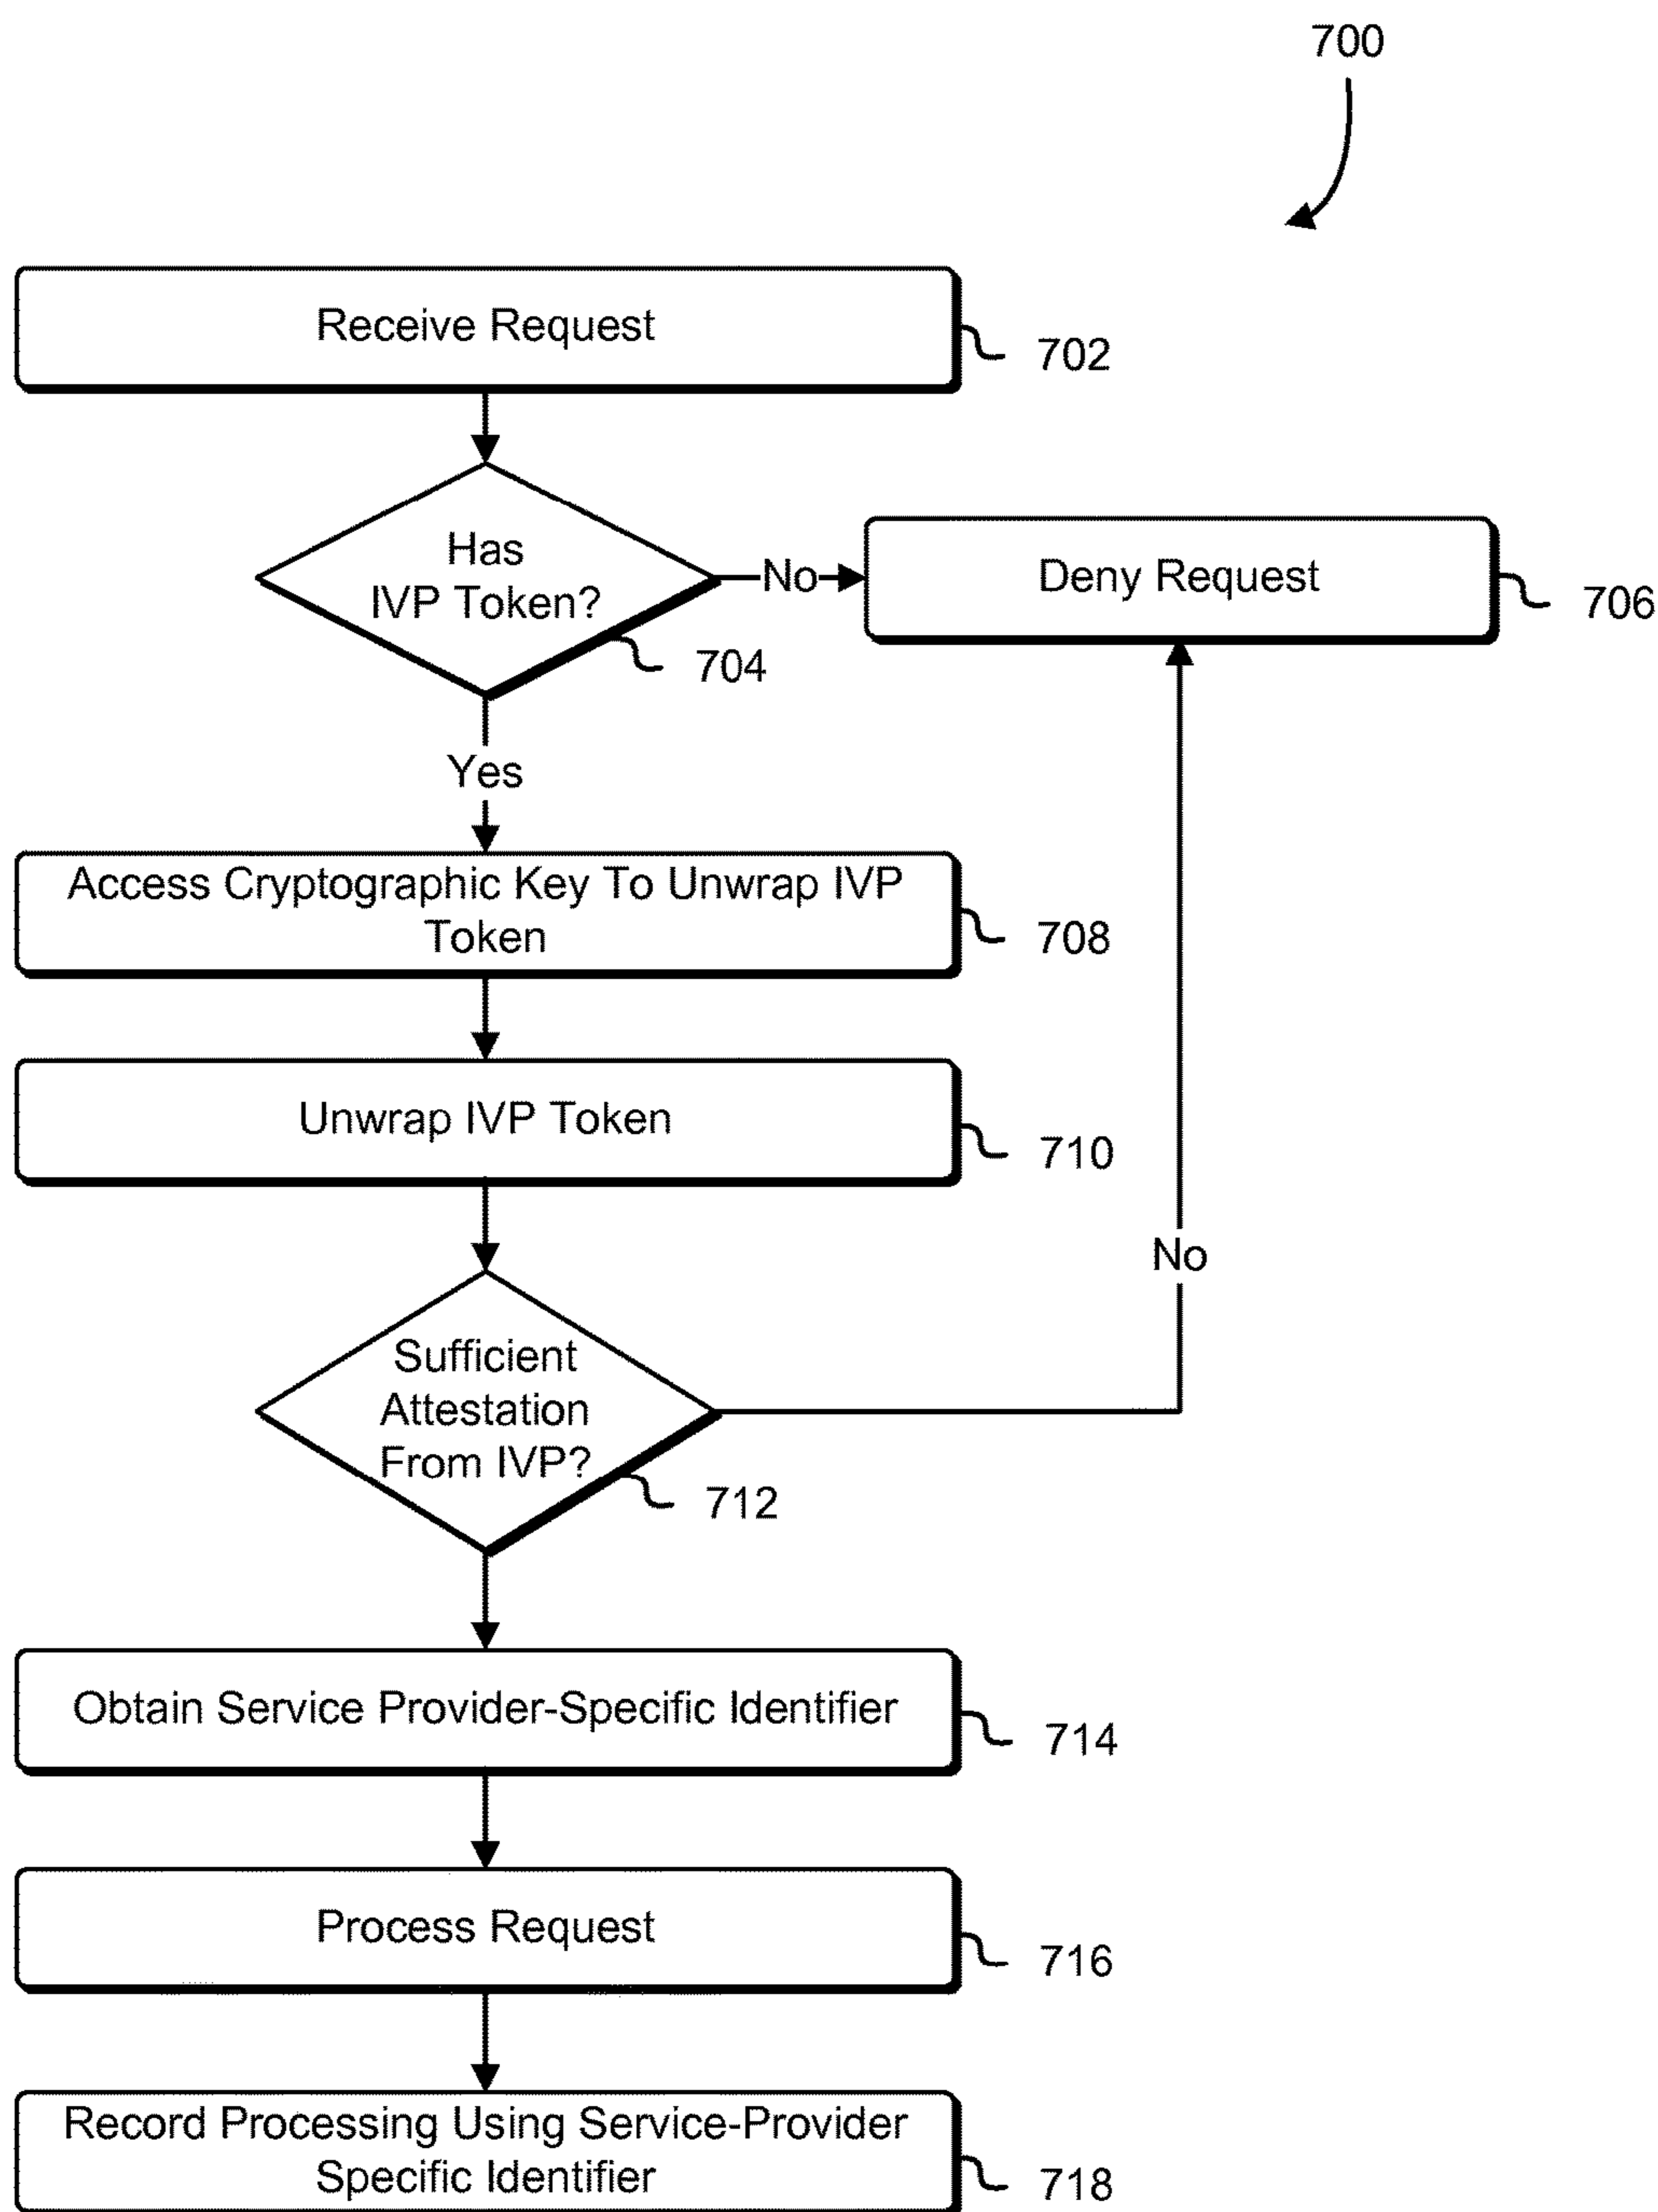 700
Receive Request
702
Has
IVP Token?
704
No
Deny Request
706
Yes
Access Cryptographic Key To Unwrap IVP
Token
708
Unwrap IVP Token
710
No
Sufficient
Attestation
From IVP?
712
Obtain Service Provider-Specific Identifier
714
Process Request
716
Record Processing Using Service-Provider
Specific Identifier
718